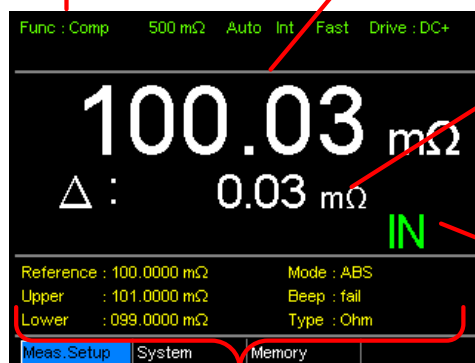 Func : Comp 500 mΩ Auto Int Fast Drive : DC+
100.03 mΩ
Δ : 0.03 mΩ
IN
Reference : 100.0000 mΩ Mode : ABS
Upper : 101.0000 mΩ Beep : fail
Lower : 099.0000 mΩ Type : Ohm
Meas.Setup System Memory